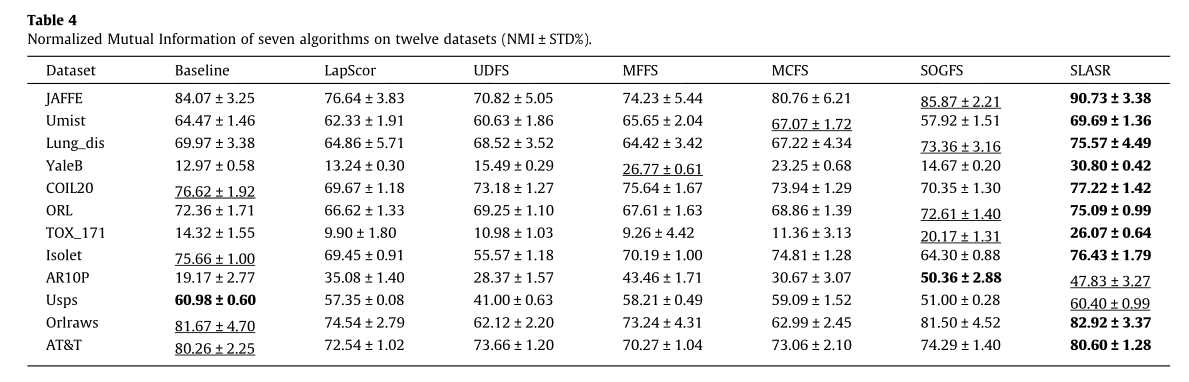 Table 4
Normalized Mutual Information of seven algorithms on twelve datasets (NMI ± STD%).
Dataset Baseline LapScor UDFS MFFS MCFS SOGFS SLASR
JAFFE 84.07 ± 3.25 76.64 ± 3.83 70.82 ± 5.05 74.23 ± 5.44 80.76 ± 6.21 85.87 ± 2.21 90.73 ± 3.38
Umist 64.47 ± 1.46 62.33 ± 1.91 60.63 ± 1.86 65.65 ± 2.04 67.07 ± 1.72 57.92 ± 1.51 69.69 ± 1.36
Lung_dis 69.97 ± 3.38 64.86 ± 5.71 68.52 ± 3.52 64.42 ± 3.42 67.22 ± 4.34 73.36 ± 3.16 75.57 ± 4.49
YaleB 12.97 ± 0.58 13.24 ± 0.30 15.49 ± 0.29 26.77 ± 0.61 23.25 ± 0.68 14.67 ± 0.20 30.80 ± 0.42
COIL20 76.62 ± 1.92 69.67 ± 1.18 73.18 ± 1.27 75.64 ± 1.67 73.94 ± 1.29 70.35 ± 1.30 77.22 ± 1.42
ORL 72.36 ± 1.71 66.62 ± 1.33 69.25 ± 1.10 67.61 ± 1.63 68.86 ± 1.39 72.61 ± 1.40 75.09 ± 0.99
TOX_171 14.32 ± 1.55 9.90 ± 1.80 10.98 ± 1.03 9.26 ± 4.42 11.36 ± 3.13 20.17 ± 1.31 26.07 ± 0.64
Isolet 75.66 ± 1.00 69.45 ± 0.91 55.57 ± 1.18 70.19 ± 1.00 74.81 ± 1.28 64.30 ± 0.88 76.43 ± 1.79
AR10P 19.17 ± 2.77 35.08 ± 1.40 28.37 ± 1.57 43.46 ± 1.71 30.67 ± 3.07 50.36 ± 2.88 47.83 ± 3.27
Usps 60.98 ± 0.60 57.35 ± 0.08 41.00 ± 0.63 58.21 ± 0.49 59.09 ± 1.52 51.00 ± 0.28 60.40 ± 0.99
Orlraws 81.67 ± 4.70 74.54 ± 2.79 62.12 ± 2.20 73.24 ± 4.31 62.99 ± 2.45 81.50 ± 4.52 82.92 ± 3.37
AT&T 80.26 ± 2.25 72.54 ± 1.02 73.66 ± 1.20 70.27 ± 1.04 73.06 ± 2.10 74.29 ± 1.40 80.60 ± 1.28